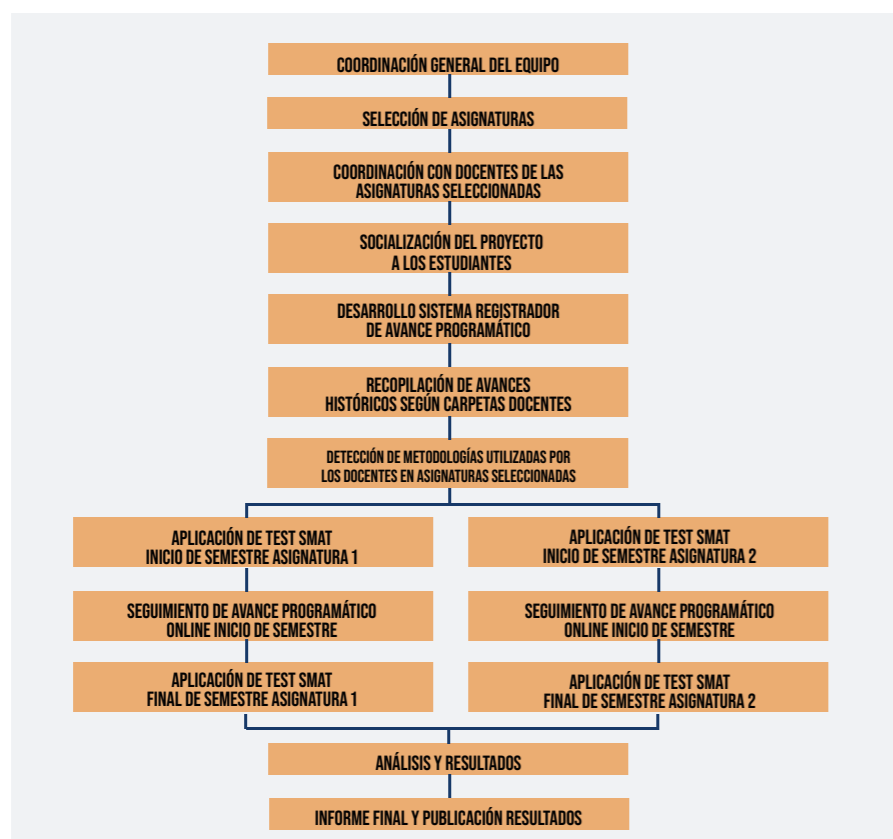 COORDINACIÓN GENERAL DEL EQUIPO
SELECCIÓN DE ASIGNATURAS
COORDINACIÓN CON DOCENTES DE LAS
ASIGNATURAS SELECCIONADAS
SOCIALIZACIÓN DEL PROYECTO
A LOS ESTUDIANTES
DESARROLLO SISTEMA REGISTRADOR
DE AVANCE PROGRAMÁTICO
RECOPILACIÓN DE AVANCES
HISTÓRICOS SEGÚN CARPETAS DOCENTES
DETECCIÓN DE METODOLOGÍAS UTILIZADAS POR
LOS DOCENTES EN ASIGNATURAS SELECCIONADAS
APLICACIÓN DE TEST SMAT
INICIO DE SEMESTRE ASIGNATURA 1
SEGUIMIENTO DE AVANCE PROGRAMÁTICO
ONLINE INICIO DE SEMESTRE
APLICACIÓN DE TEST SMAT
FINAL DE SEMESTRE ASIGNATURA 1
APLICACIÓN DE TEST SMAT
INICIO DE SEMESTRE ASIGNATURA 2
SEGUIMIENTO DE AVANCE PROGRAMÁTICO
ONLINE INICIO DE SEMESTRE
APLICACIÓN DE TEST SMAT
FINAL DE SEMESTRE ASIGNATURA 2
ANÁLISIS Y RESULTADOS
INFORME FINAL Y PUBLICACIÓN RESULTADOS